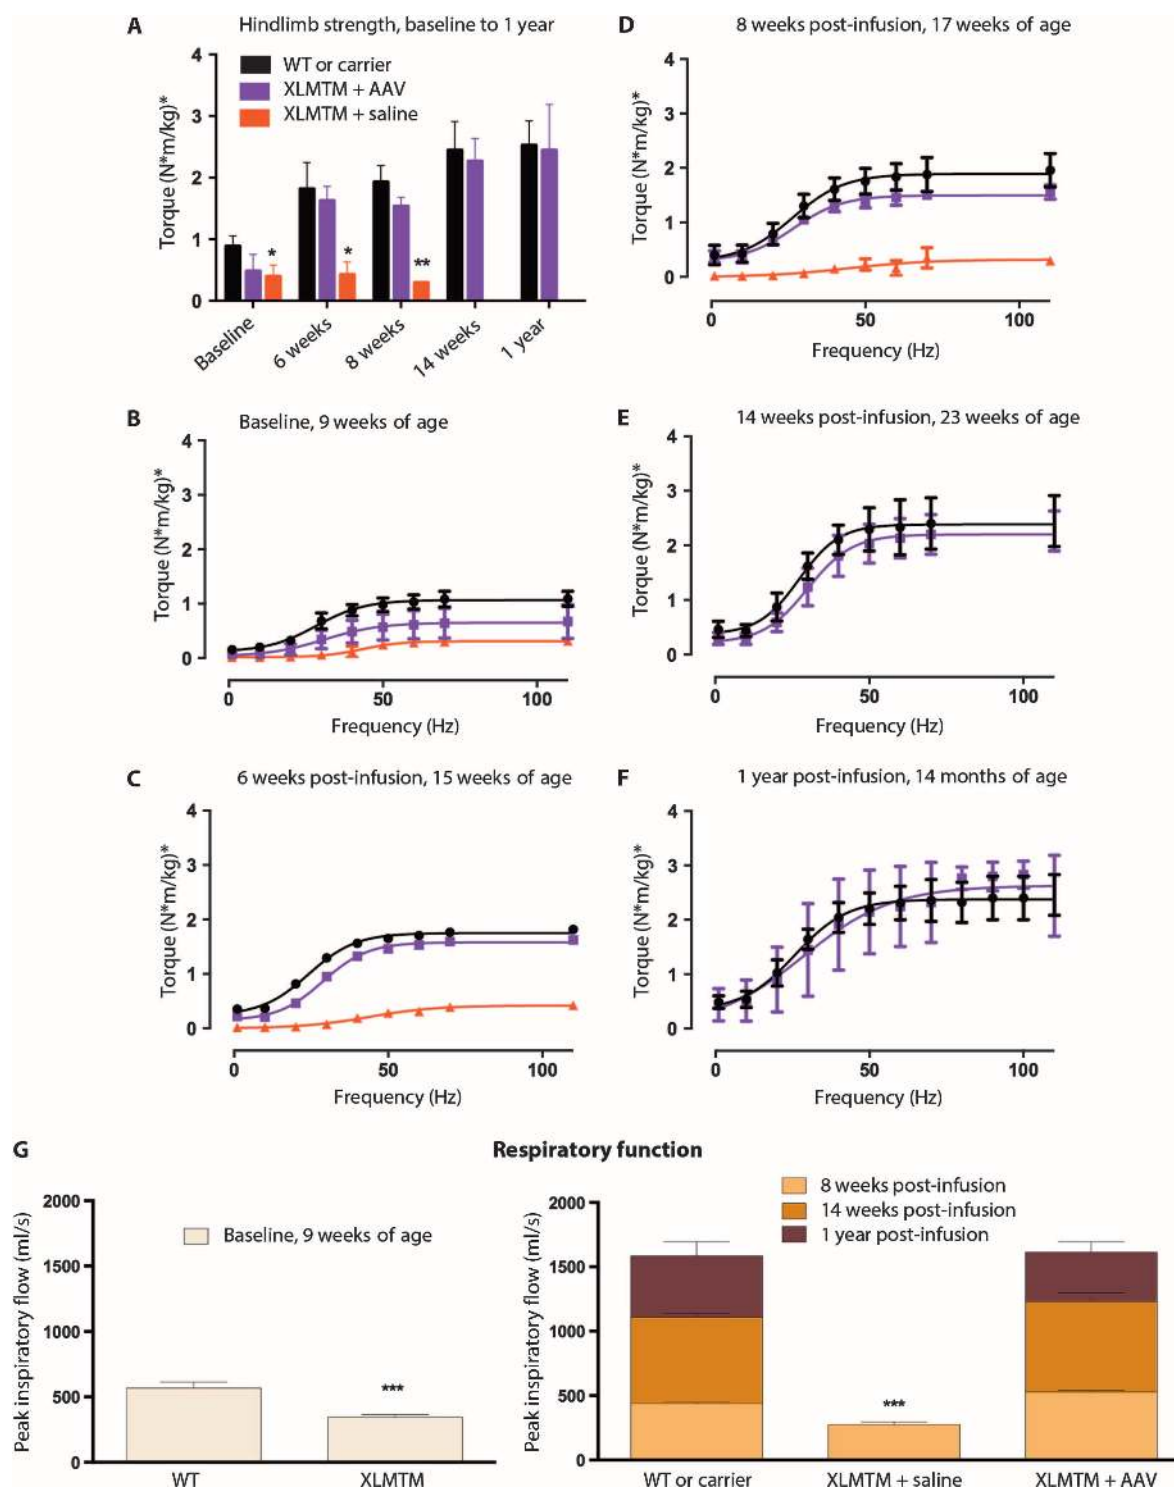 A Hindlimb strength, baseline to 1 year
WT or carrier
XLMTM + AAV
XLMTM + saline
Torque (N*m/kg)*
4
3
2
1
0
*
*
**
Baseline
6 weeks
8 weeks
14 weeks
1 year
D 8 weeks post-infusion, 17 weeks of age
Torque (N*m/kg)*
4
3
2
1
0
0 50 100
Frequency (Hz)
B Baseline, 9 weeks of age
Torque (N*m/kg)*
4
3
2
1
0
0 50 100
Frequency (Hz)
E 14 weeks post-infusion, 23 weeks of age
Torque (N*m/kg)*
4
3
2
1
0
0 50 100
Frequency (Hz)
C 6 weeks post-infusion, 15 weeks of age
Torque (N*m/kg)*
4
3
2
1
0
0 50 100
Frequency (Hz)
F 1 year post-infusion, 14 months of age
Torque (N*m/kg)*
4
3
2
1
0
0 50 100
Frequency (Hz)
G Respiratory function
Peak inspiratory flow (ml/s)
2000
1500
1000
500
0
Baseline, 9 weeks of age
***
WT XLMTM
Peak inspiratory flow (ml/s)
2000
1500
1000
500
0
8 weeks post-infusion
14 weeks post-infusion
1 year post-infusion
***
WT or carrier XLMTM + saline XLMTM + AAV